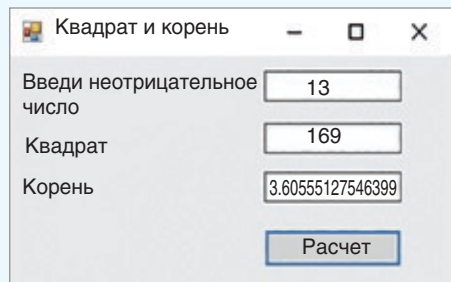 Квадрат и корень
Введи неотрицательное 13
число
Квадрат 169
Корень 3.60555127546399
Расчет